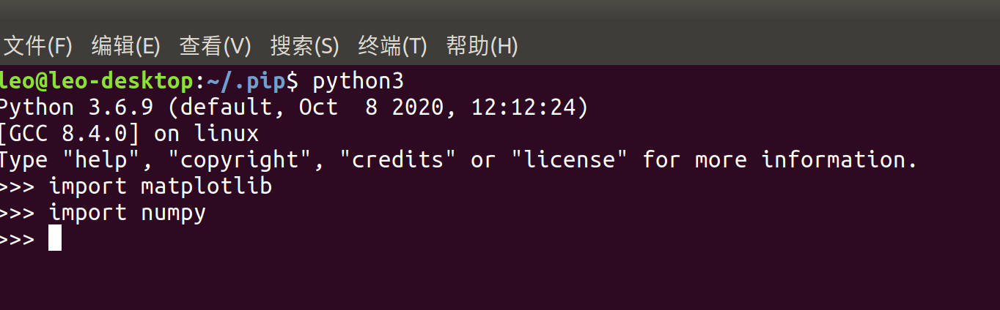 文件(F) 编辑(E) 查看(V) 搜索(S) 终端(T) 帮助(H)
leo@leo-desktop:~/.pip$ python3
Python 3.6.9 (default, Oct  8 2020, 12:12:24)
[GCC 8.4.0] on linux
Type "help", "copyright", "credits" or "license" for more information.
>>> import matplotlib
>>> import numpy
>>>